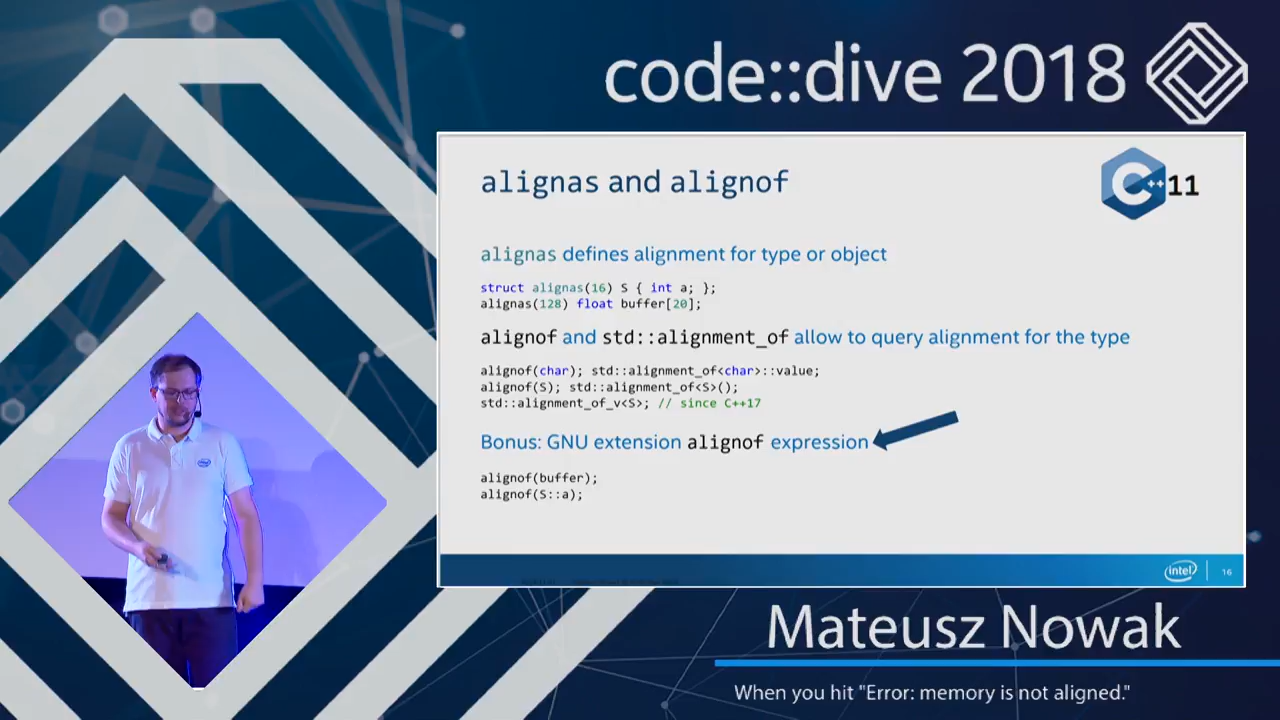 code::dive 2018
alignas and alignof
C++ 11
alignas defines alignment for type or object
struct alignas(16) S { int a; };
alignas(128) float buffer[20];
alignof and std::alignment_of allow to query alignment for the type
alignof(char); std::alignment_of<char>::value;
alignof(S); std::alignment_of<S>();
std::alignment_of_v<S>; // since C++17
Bonus: GNU extension alignof expression
alignof(buffer);
alignof(S::a);
intel
16
Mateusz Nowak
When you hit "Error: memory is not aligned."